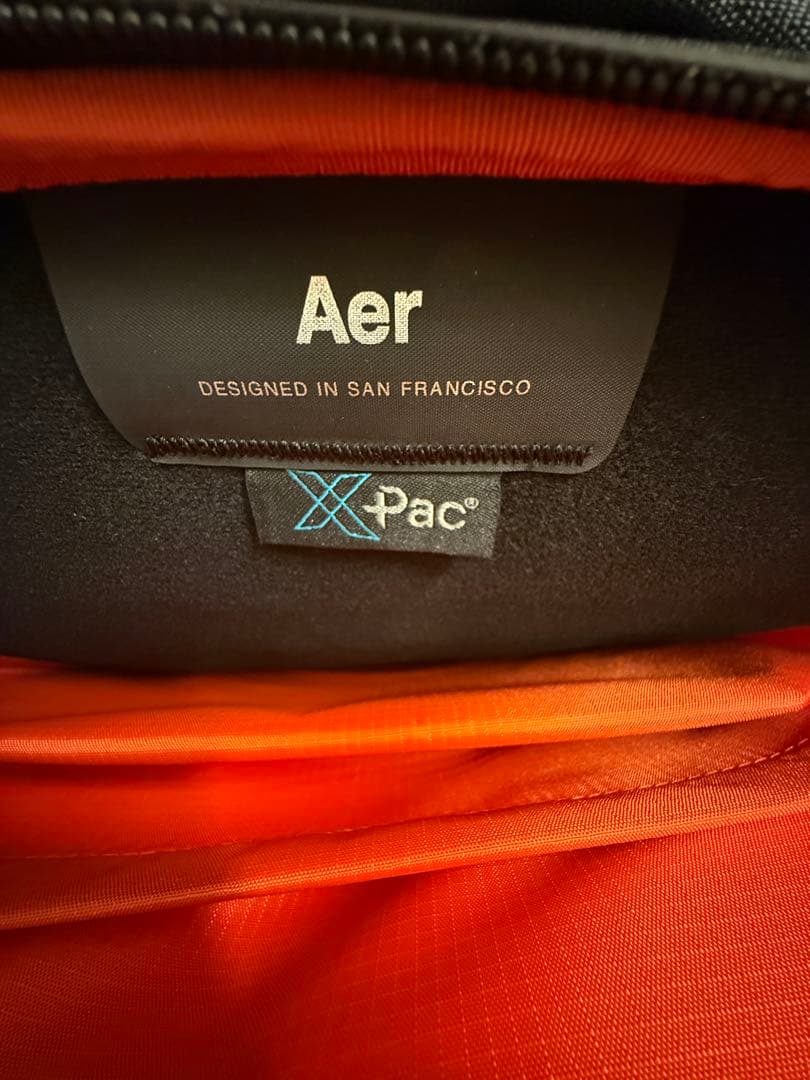 Aer
DESIGNED IN SAN FRANCISCO
X-Pac®